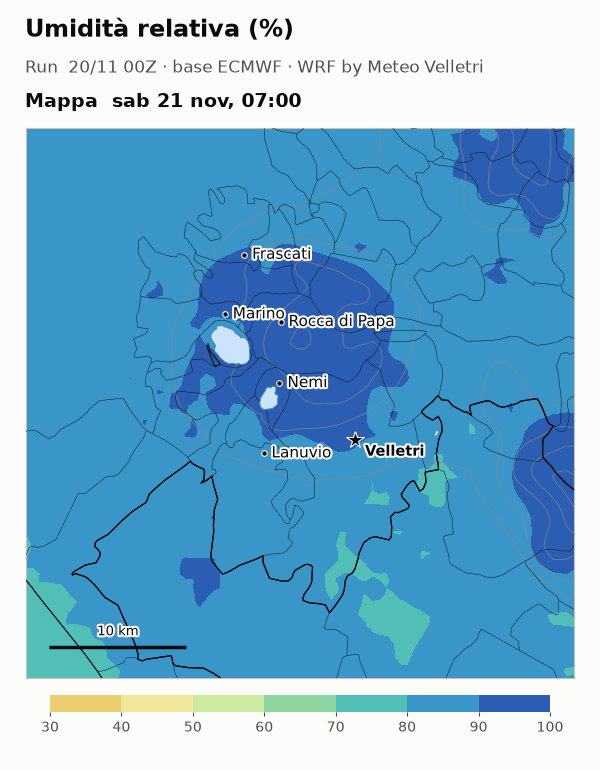 Umidità relativa (%)
Run  20/11 00Z · base ECMWF · WRF by Meteo Velletri
Mappa  sab 21 nov, 07:00
Frascati
Marino
Rocca di Papa
Nemi
Velletri
Lanuvio
10 km
30 40 50 60 70 80 90 100